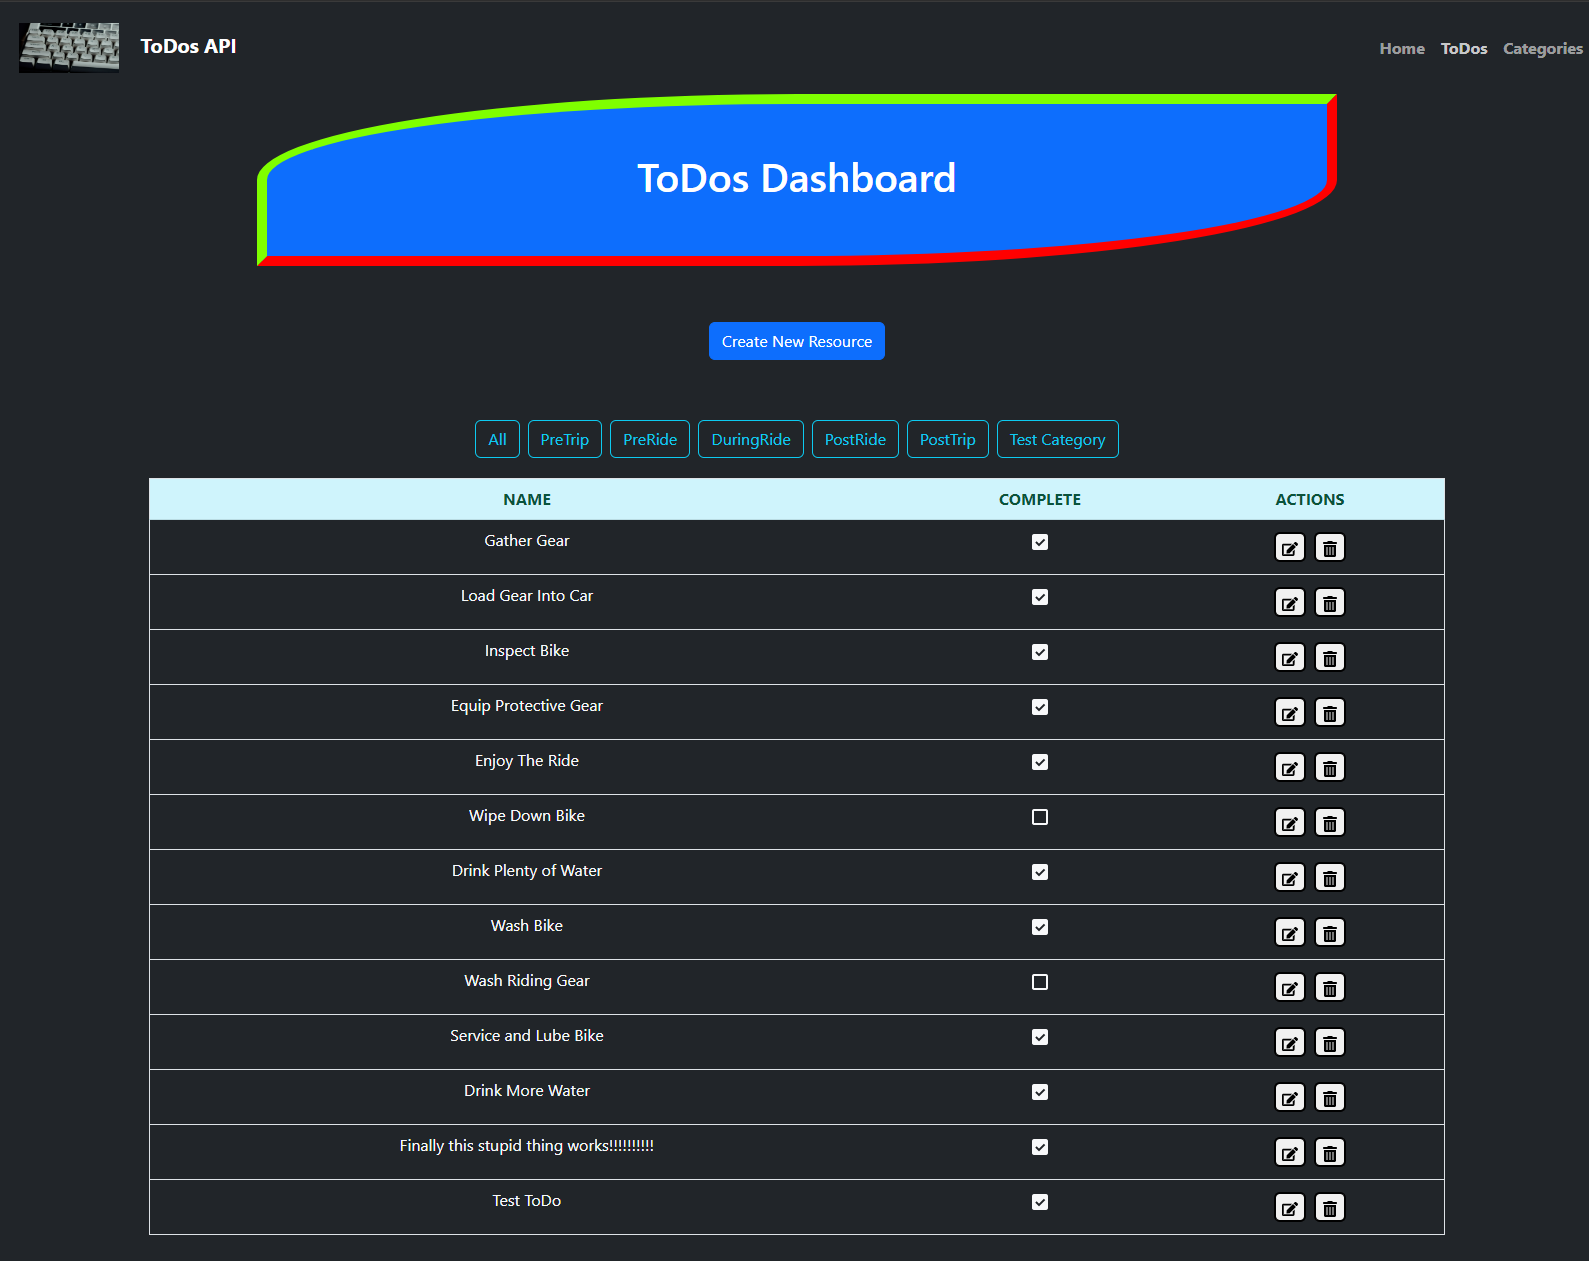 ToDos API
Home ToDos Categories
ToDos Dashboard
Create New Resource
All PreTrip PreRide DuringRide PostRide PostTrip Test Category
NAME COMPLETE ACTIONS
Gather Gear
Load Gear Into Car
Inspect Bike
Equip Protective Gear
Enjoy The Ride
Wipe Down Bike
Drink Plenty of Water
Wash Bike
Wash Riding Gear
Service and Lube Bike
Drink More Water
Finally this stupid thing works!!!!!!!!!!
Test ToDo